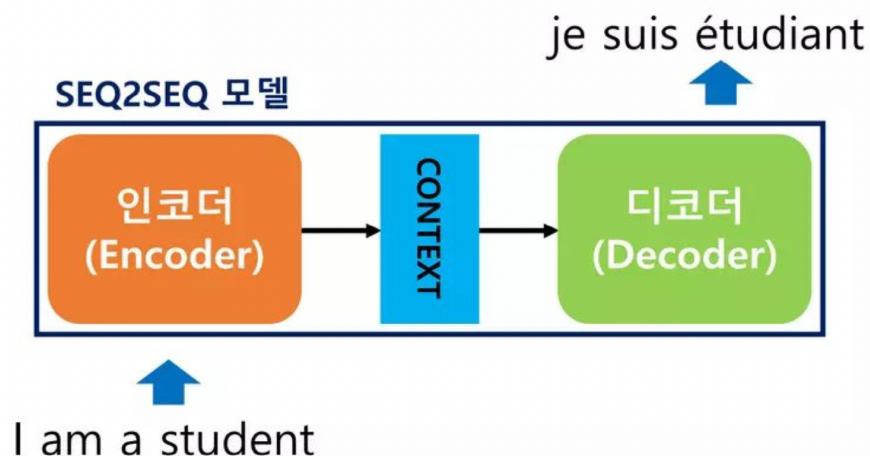 je suis étudiant
SEQ2SEQ 모델
인코더
(Encoder)
CONTEXT
디코더
(Decoder)
I am a student